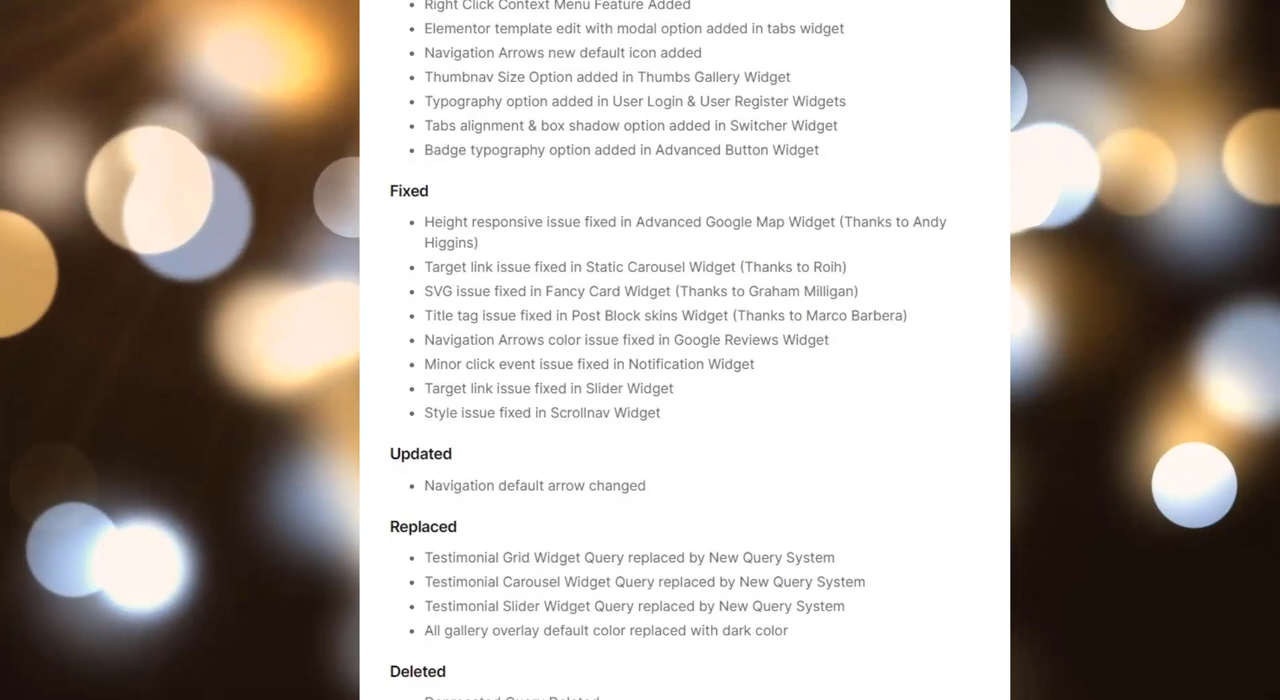 Right Click Context Menu Feature Added
Elementor template edit with modal option added in tabs widget
Navigation Arrows new default icon added
Thumbnav Size Option added in Thumbs Gallery Widget
Typography option added in User Login & User Register Widgets
Tabs alignment & box shadow option added in Switcher Widget
Badge typography option added in Advanced Button Widget
Fixed
Height responsive issue fixed in Advanced Google Map Widget (Thanks to Andy
Higgins)
Target link issue fixed in Static Carousel Widget (Thanks to Roih)
SVG issue fixed in Fancy Card Widget (Thanks to Graham Milligan)
Title tag issue fixed in Post Block skins Widget (Thanks to Marco Barbera)
Navigation Arrows color issue fixed in Google Reviews Widget
Minor click event issue fixed in Notification Widget
Target link issue fixed in Slider Widget
Style issue fixed in Scrollnav Widget
Updated
Navigation default arrow changed
Replaced
Testimonial Grid Widget Query replaced by New Query System
Testimonial Carousel Widget Query replaced by New Query System
Testimonial Slider Widget Query replaced by New Query System
All gallery overlay default color replaced with dark color
Deleted
Deprecated Query Deleted